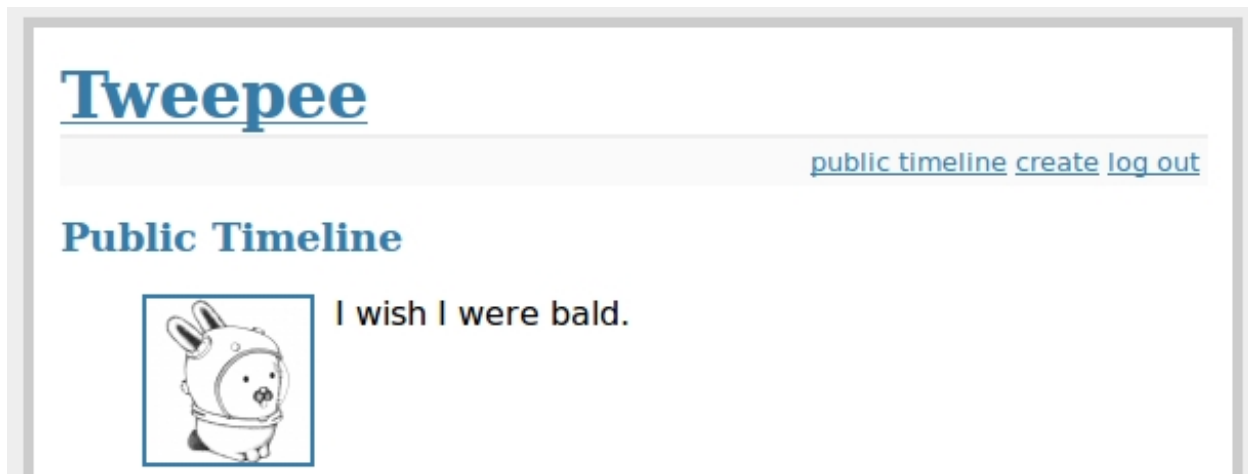 Tweepee
public timeline create log out
Public Timeline
I wish I were bald.